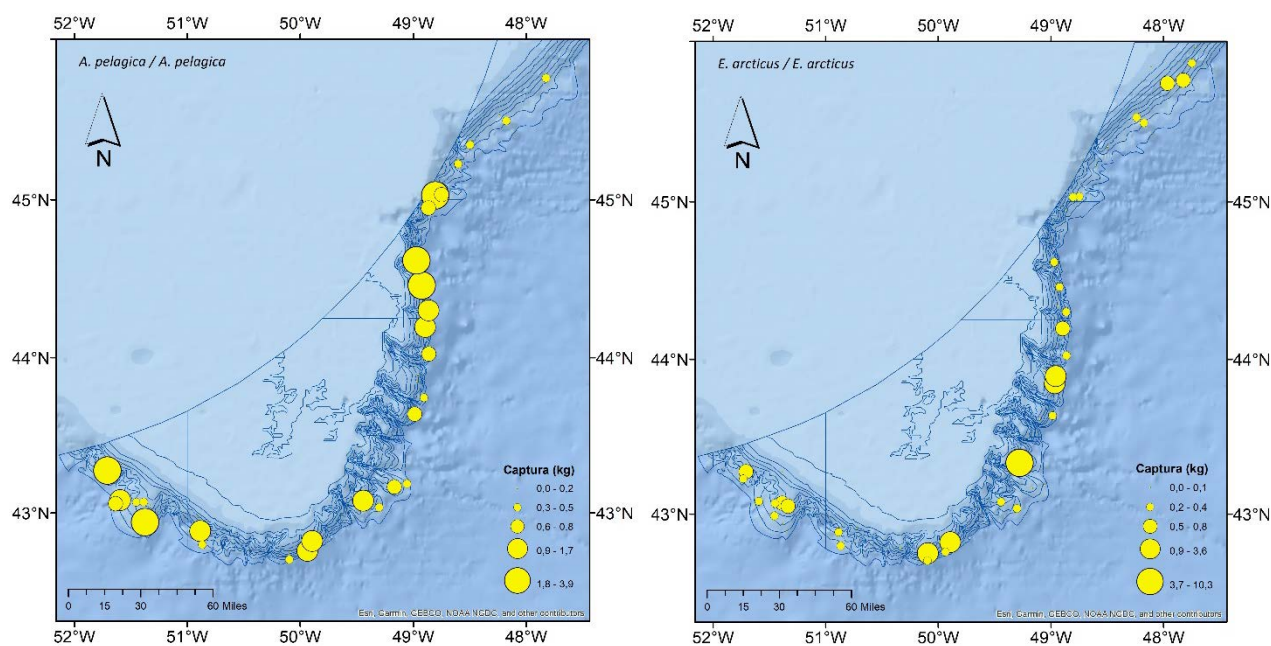 52°W 51°W 50°W 49°W 48°W
A. pelagica / A. pelagica
N
45°N 45°N
44°N 44°N
43°N 43°N
Captura (kg)
0,0 - 0,2
0,3 - 0,5
0,6 - 0,8
0,9 - 1,7
1,8 - 3,9
0 15 30 60 Miles
Esri, Garmin, GEBCO, NOAA NGDC, and other contributors
52°W 51°W 50°W 49°W 48°W
52°W 51°W 50°W 49°W 48°W
E. arcticus / E. arcticus
N
45°N 45°N
44°N 44°N
43°N 43°N
Captura (kg)
0,0 - 0,1
0,2 - 0,4
0,5 - 0,8
0,9 - 3,6
3,7 - 10,3
0 15 30 60 Miles
Esri, Garmin, GEBCO, NOAA NGDC, and other contributors
52°W 51°W 50°W 49°W 48°W